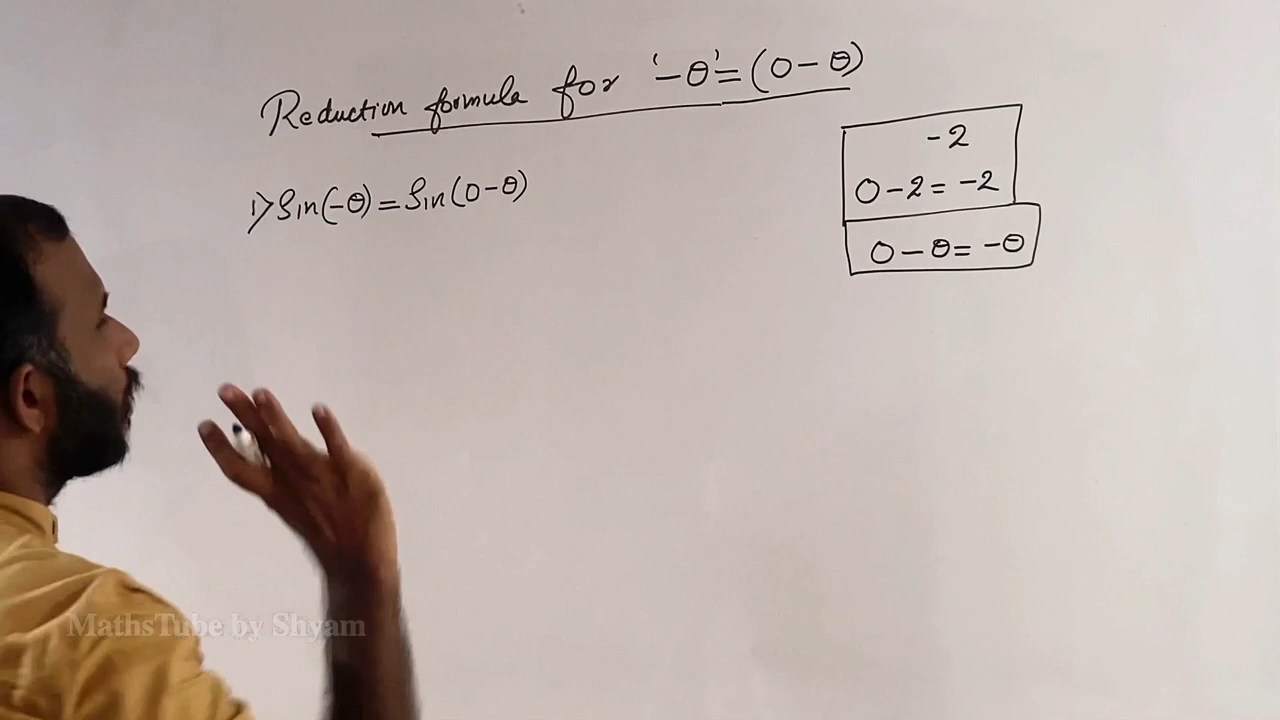 Reduction formula for '-θ' = (0-θ)
1) Sin(-θ) = Sin(0-θ)
-2
0-2 = -2
0-θ = -θ
MathsTube by Shyam